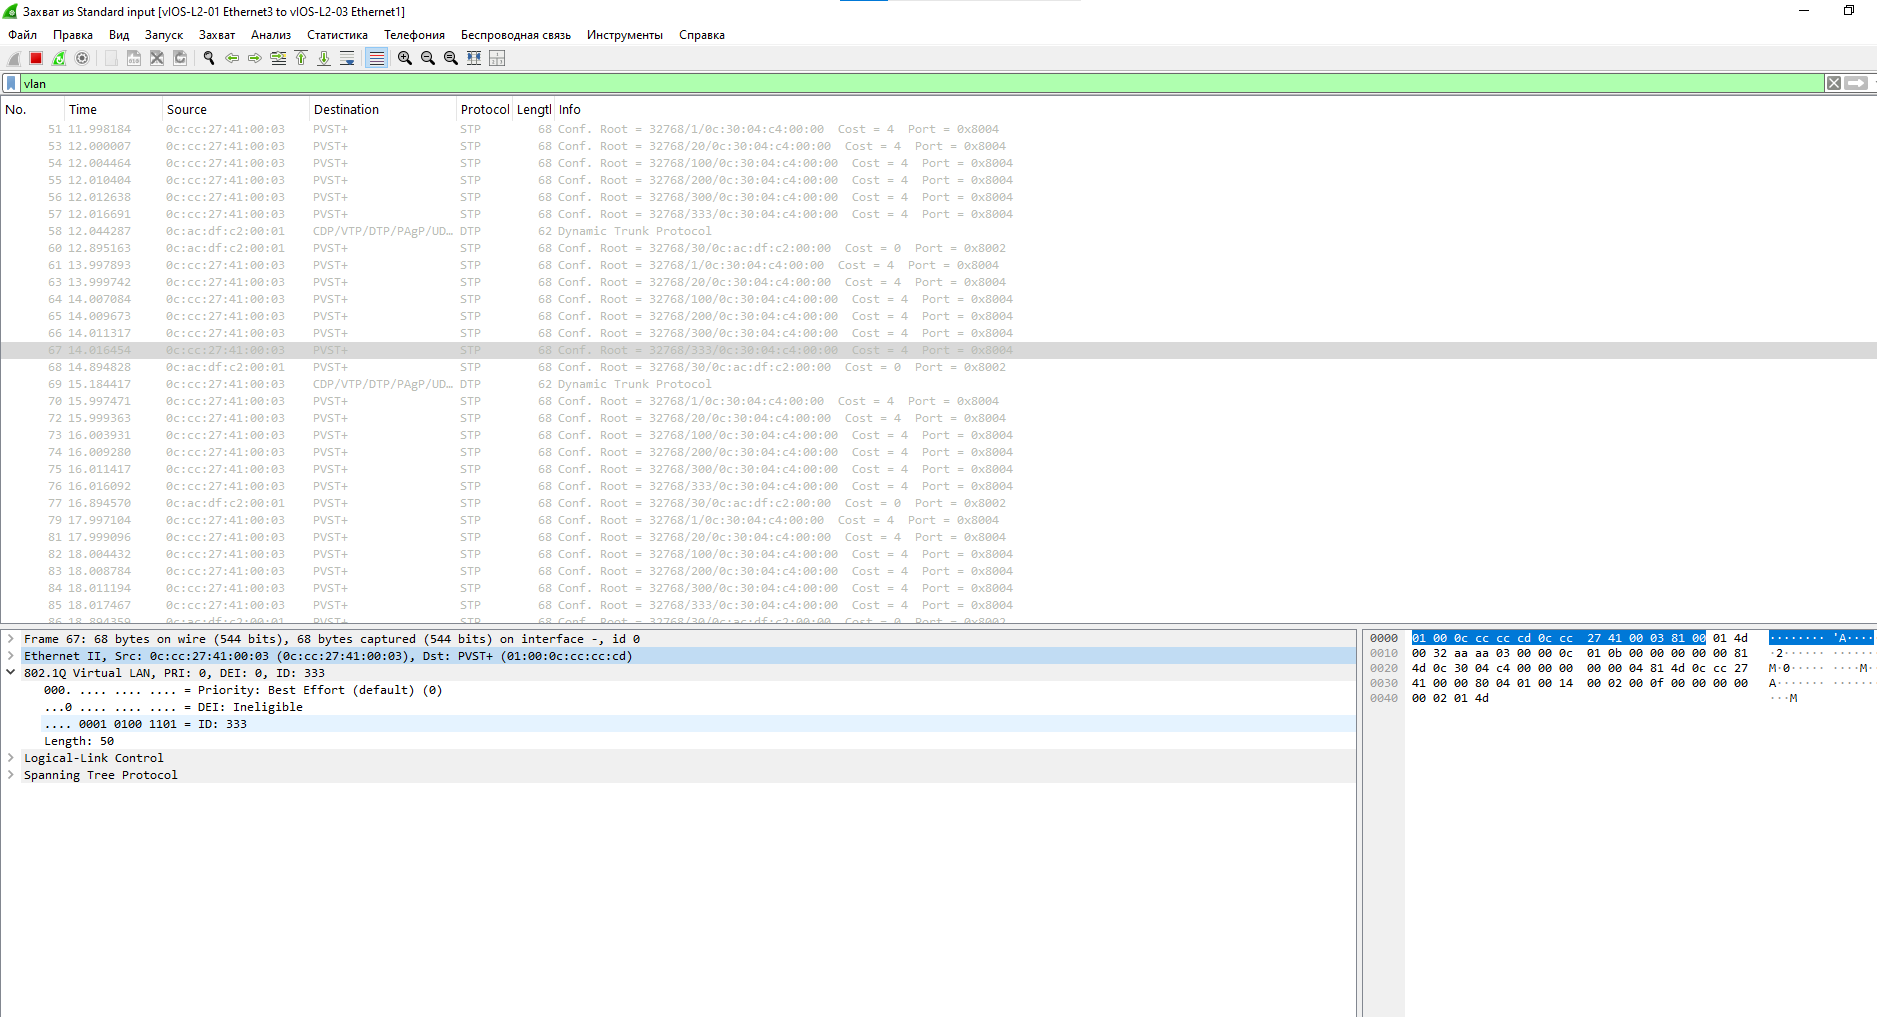 Захват из Standard input [vIOS-L2-01 Ethernet3 to vIOS-L2-03 Ethernet1]
Файл Правка Вид Запуск Захват Анализ Статистика Телефония Беспроводная связь Инструменты Справка
vlan
No. Time Source Destination Protocol Lengtl Info
51 11.998184 0c:cc:27:41:00:03 PVST+ STP 68 Conf. Root = 32768/1/0c:30:04:c4:00:00 Cost = 4 Port = 0x8004
53 12.000007 0c:cc:27:41:00:03 PVST+ STP 68 Conf. Root = 32768/20/0c:30:04:c4:00:00 Cost = 4 Port = 0x8004
54 12.004464 0c:cc:27:41:00:03 PVST+ STP 68 Conf. Root = 32768/100/0c:30:04:c4:00:00 Cost = 4 Port = 0x8004
55 12.010404 0c:cc:27:41:00:03 PVST+ STP 68 Conf. Root = 32768/200/0c:30:04:c4:00:00 Cost = 4 Port = 0x8004
56 12.012638 0c:cc:27:41:00:03 PVST+ STP 68 Conf. Root = 32768/300/0c:30:04:c4:00:00 Cost = 4 Port = 0x8004
57 12.016691 0c:cc:27:41:00:03 PVST+ STP 68 Conf. Root = 32768/333/0c:30:04:c4:00:00 Cost = 4 Port = 0x8004
58 12.044287 0c:ac:df:c2:00:01 CDP/VTP/DTP/PAgP/UD… DTP 62 Dynamic Trunk Protocol
60 12.895163 0c:ac:df:c2:00:01 PVST+ STP 68 Conf. Root = 32768/30/0c:ac:df:c2:00:00 Cost = 0 Port = 0x8002
61 13.997893 0c:cc:27:41:00:03 PVST+ STP 68 Conf. Root = 32768/1/0c:30:04:c4:00:00 Cost = 4 Port = 0x8004
63 13.999742 0c:cc:27:41:00:03 PVST+ STP 68 Conf. Root = 32768/20/0c:30:04:c4:00:00 Cost = 4 Port = 0x8004
64 14.007084 0c:cc:27:41:00:03 PVST+ STP 68 Conf. Root = 32768/100/0c:30:04:c4:00:00 Cost = 4 Port = 0x8004
65 14.009673 0c:cc:27:41:00:03 PVST+ STP 68 Conf. Root = 32768/200/0c:30:04:c4:00:00 Cost = 4 Port = 0x8004
66 14.011317 0c:cc:27:41:00:03 PVST+ STP 68 Conf. Root = 32768/300/0c:30:04:c4:00:00 Cost = 4 Port = 0x8004
67 14.016454 0c:cc:27:41:00:03 PVST+ STP 68 Conf. Root = 32768/333/0c:30:04:c4:00:00 Cost = 4 Port = 0x8004
68 14.894828 0c:ac:df:c2:00:01 PVST+ STP 68 Conf. Root = 32768/30/0c:ac:df:c2:00:00 Cost = 0 Port = 0x8002
69 15.184417 0c:cc:27:41:00:03 CDP/VTP/DTP/PAgP/UD… DTP 62 Dynamic Trunk Protocol
70 15.997471 0c:cc:27:41:00:03 PVST+ STP 68 Conf. Root = 32768/1/0c:30:04:c4:00:00 Cost = 4 Port = 0x8004
72 15.999363 0c:cc:27:41:00:03 PVST+ STP 68 Conf. Root = 32768/20/0c:30:04:c4:00:00 Cost = 4 Port = 0x8004
73 16.003931 0c:cc:27:41:00:03 PVST+ STP 68 Conf. Root = 32768/100/0c:30:04:c4:00:00 Cost = 4 Port = 0x8004
74 16.009280 0c:cc:27:41:00:03 PVST+ STP 68 Conf. Root = 32768/200/0c:30:04:c4:00:00 Cost = 4 Port = 0x8004
75 16.011417 0c:cc:27:41:00:03 PVST+ STP 68 Conf. Root = 32768/300/0c:30:04:c4:00:00 Cost = 4 Port = 0x8004
76 16.016092 0c:cc:27:41:00:03 PVST+ STP 68 Conf. Root = 32768/333/0c:30:04:c4:00:00 Cost = 4 Port = 0x8004
77 16.894570 0c:ac:df:c2:00:01 PVST+ STP 68 Conf. Root = 32768/30/0c:ac:df:c2:00:00 Cost = 0 Port = 0x8002
79 17.997104 0c:cc:27:41:00:03 PVST+ STP 68 Conf. Root = 32768/1/0c:30:04:c4:00:00 Cost = 4 Port = 0x8004
81 17.999096 0c:cc:27:41:00:03 PVST+ STP 68 Conf. Root = 32768/20/0c:30:04:c4:00:00 Cost = 4 Port = 0x8004
82 18.004432 0c:cc:27:41:00:03 PVST+ STP 68 Conf. Root = 32768/100/0c:30:04:c4:00:00 Cost = 4 Port = 0x8004
83 18.008784 0c:cc:27:41:00:03 PVST+ STP 68 Conf. Root = 32768/200/0c:30:04:c4:00:00 Cost = 4 Port = 0x8004
84 18.011194 0c:cc:27:41:00:03 PVST+ STP 68 Conf. Root = 32768/300/0c:30:04:c4:00:00 Cost = 4 Port = 0x8004
85 18.017467 0c:cc:27:41:00:03 PVST+ STP 68 Conf. Root = 32768/333/0c:30:04:c4:00:00 Cost = 4 Port = 0x8004
86 18.894359 0c:ac:df:c2:00:01 PVST+ STP 68 Conf. Root = 32768/30/0c:ac:df:c2:00:00 Cost = 0 Port = 0x8002
Frame 67: 68 bytes on wire (544 bits), 68 bytes captured (544 bits) on interface -, id 0
Ethernet II, Src: 0c:cc:27:41:00:03 (0c:cc:27:41:00:03), Dst: PVST+ (01:00:0c:cc:cc:cd)
802.1Q Virtual LAN, PRI: 0, DEI: 0, ID: 333
000. .... .... .... = Priority: Best Effort (default) (0)
...0 .... .... .... = DEI: Ineligible
.... 0001 0100 1101 = ID: 333
Length: 50
Logical-Link Control
Spanning Tree Protocol
0000 01 00 0c cc cc cd 0c cc 27 41 00 03 81 00 01 4d ········ 'A····
0010 00 32 aa aa 03 00 00 0c 01 0b 00 00 00 00 00 81 ·2······ ········
0020 4d 0c 30 04 c4 00 00 00 00 00 04 81 4d 0c cc 27 M·0····· ····M··
0030 41 00 00 80 04 01 00 14 00 02 00 0f 00 00 00 00 A······· ········
0040 00 02 01 4d ···M